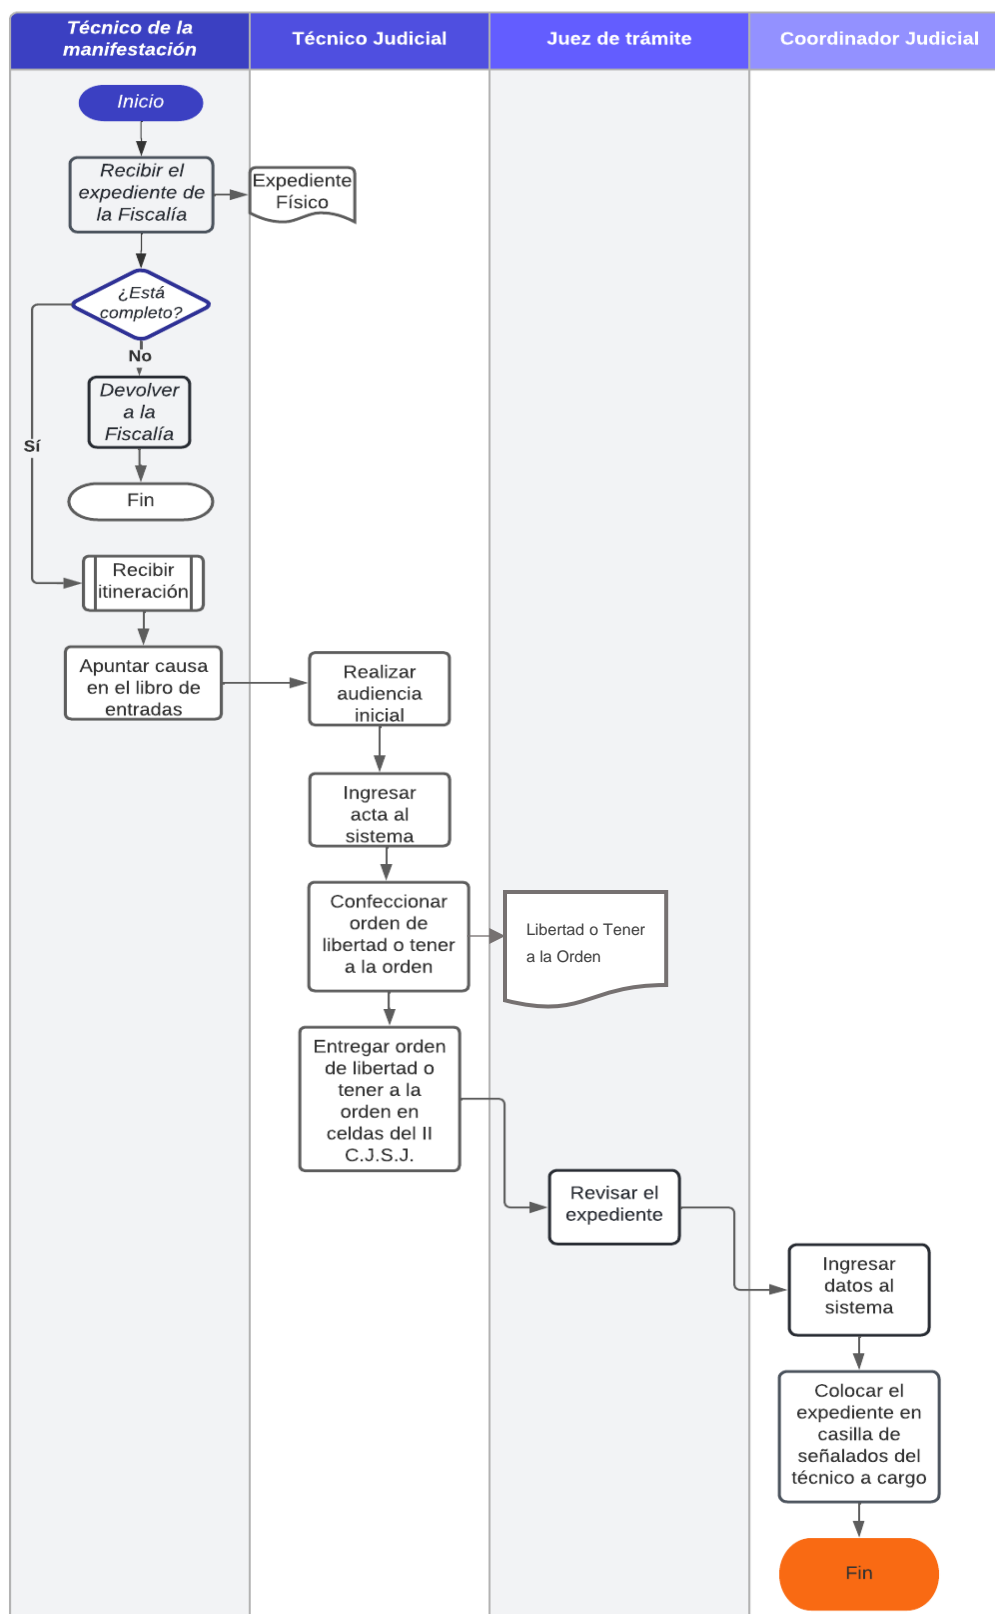 Técnico de la
manifestación
Técnico Judicial
Juez de trámite
Coordinador Judicial
Inicio
Recibir el
expediente de
la Fiscalía
Expediente
Físico
¿Está
completo?
No
Devolver
a la
Fiscalía
Sí
Fin
Recibir
itineración
Apuntar causa
en el libro de
entradas
Realizar
audiencia
inicial
Ingresar
acta al
sistema
Confeccionar
orden de
libertad o tener
a la orden
Libertad o Tener
a la Orden
Entregar orden
de libertad o
tener a la
orden en
celdas del II
C.J.S.J.
Revisar el
expediente
Ingresar
datos al
sistema
Colocar el
expediente en
casilla de
señalados del
técnico a cargo
Fin